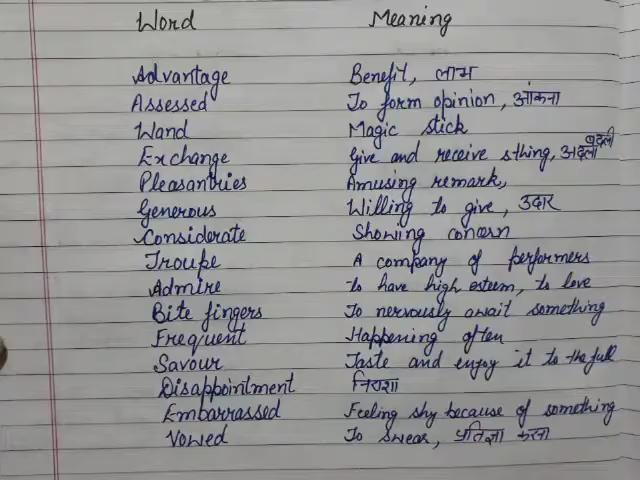 Word Meaning
Advantage Benefit, लाभ
Assessed To form opinion, आंकना
Wand Magic stick
Exchange Give and receive sthing, अदला बदली
Pleasantries Amusing remark,
Generous Willing to give, उदार
Considerate Showing concern
Troupe A company of performers
Admire to have high esteem, to love
Bite fingers To nervously await something
Frequent Happening often
Savour Taste and enjoy it to the full
Disappointment निराशा
Embarrassed Feeling shy because of something
Vowed To swear, प्रतिज्ञा करना